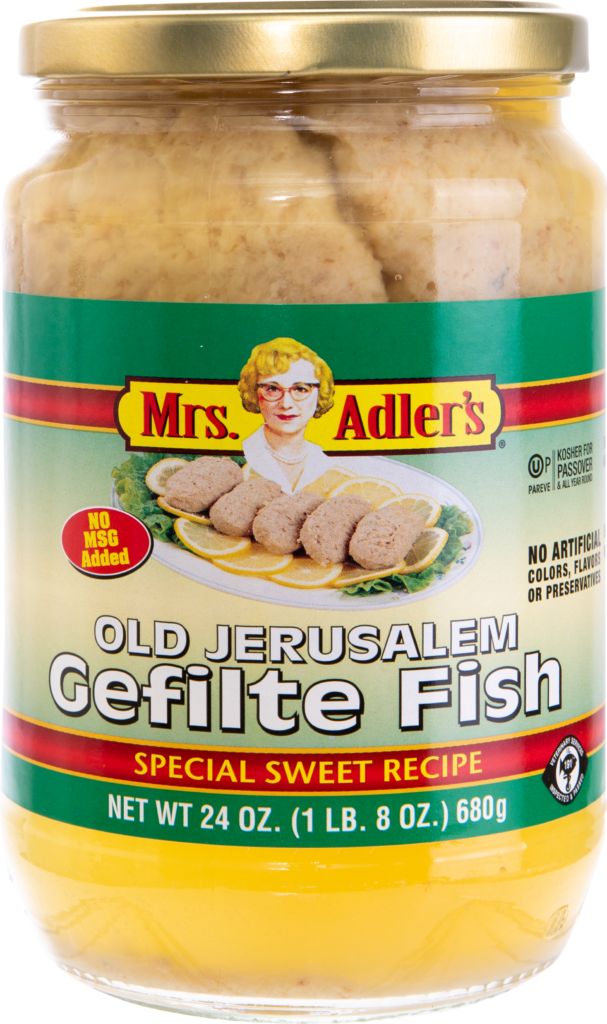 Mrs. Adler's®
U P
PAREVE
KOSHER FOR
PASSOVER
& ALL YEAR ROUND
NO
MSG
Added
NO ARTIFICIAL
COLORS, FLAVORS
OR PRESERVATIVES
OLD JERUSALEM
Gefilte Fish
SPECIAL SWEET RECIPE
NET WT 24 OZ. (1 LB. 8 OZ.) 680g